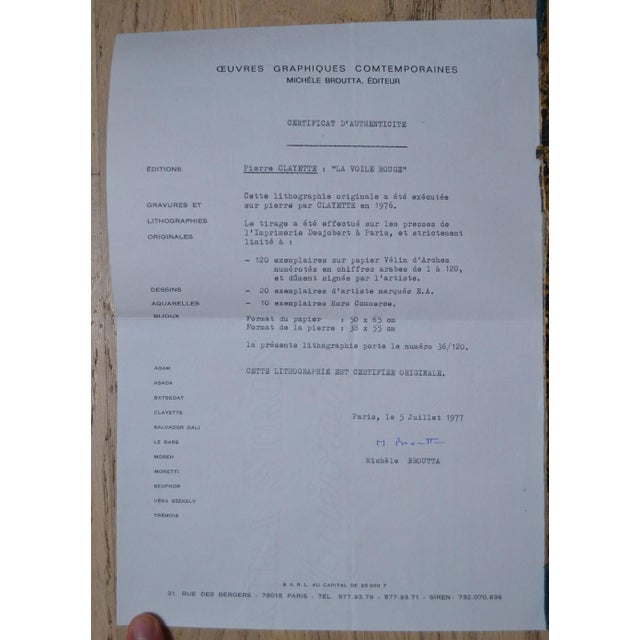 ŒUVRES GRAPHIQUES COMTEMPORAINES
MICHÈLE BROUTTA, ÉDITEUR
CERTIFICAT D'AUTHENTICITE
ÉDITIONS
Pierre CLAYETTE : "LA VOILE ROUGE"
GRAVURES ET
LITHOGRAPHIES
ORIGINALES
Cette lithographie originale a été exécutée
sur pierre par CLAYETTE en 1976.
Le tirage a été effectué sur les presses de
l'Imprimerie Desjobert à Paris, et strictement
limité à :
- 120 exemplaires sur papier Vélin d'Arches
numérotés en chiffres arabes de 1 à 120,
et dûment signés par l'artiste.
DESSINS
- 20 exemplaires d'artiste marqués E.A.
AQUARELLES
- 10 exemplaires Hors Commerce.
BIJOUX
Format du papier : 50 x 65 cm
Format de la pierre : 38 x 55 cm
la présente lithographie porte le numéro 36/120.
CETTE LITHOGRAPHIE EST CERTIFIEE ORIGINALE.
AGAM
ASADA
BATBEDAT
CLAYETTE
SALVADOR DALI
LE BARS
MOREH
MORETTI
SEUPHOR
VÉRA SZEKELY
TRÉMOIS
Paris, le 5 Juillet 1977
M. Broutta
Michèle BROUTTA
S.A.R.L. AU CAPITAL DE 20 000 F
31, RUE DES BERGERS - 75015 PARIS - TÉL. 577.93.79 - 577.93.71 - SIREN: 732.070.636